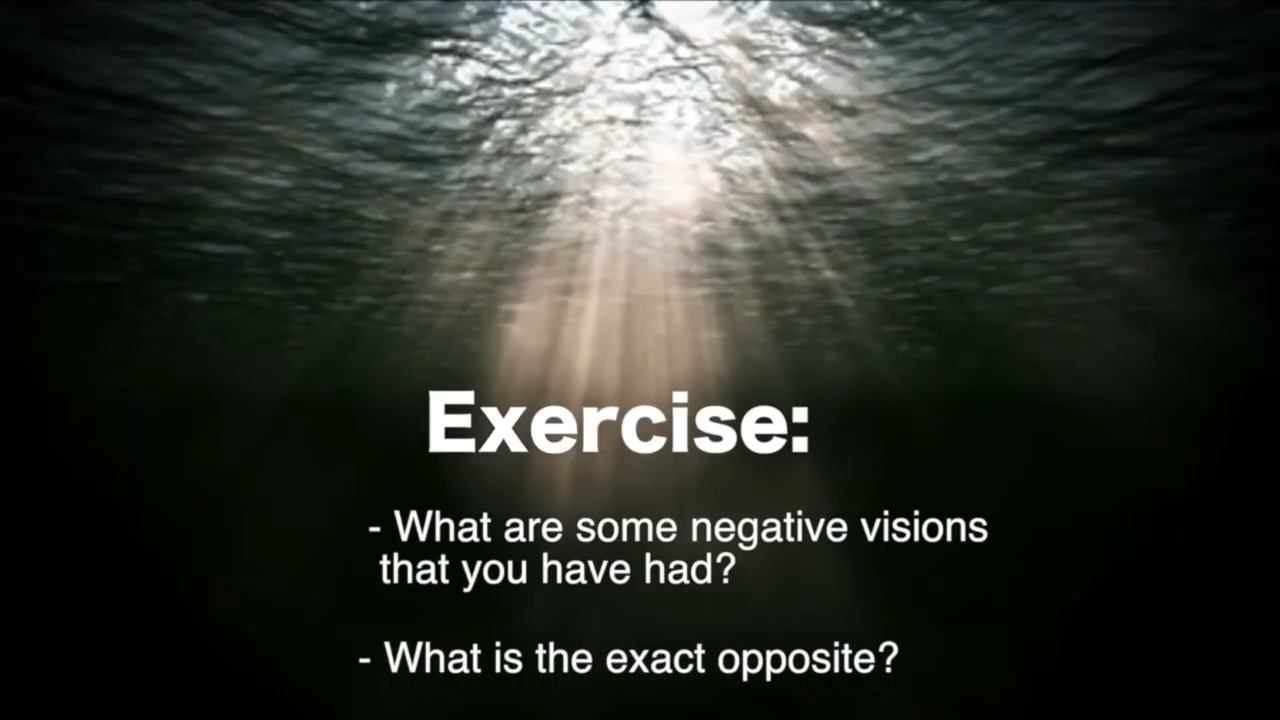 Exercise:
- What are some negative visions
that you have had?
- What is the exact opposite?